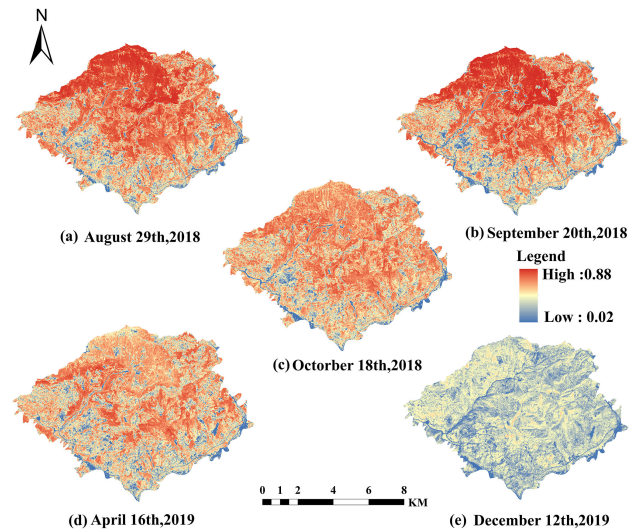 N
(a) August 29th,2018
(b) September 20th,2018
Legend
High :0.88
Low : 0.02
(c) Octorber 18th,2018
(d) April 16th,2019
0 1 2 4 6 8
KM
(e) December 12th,2019